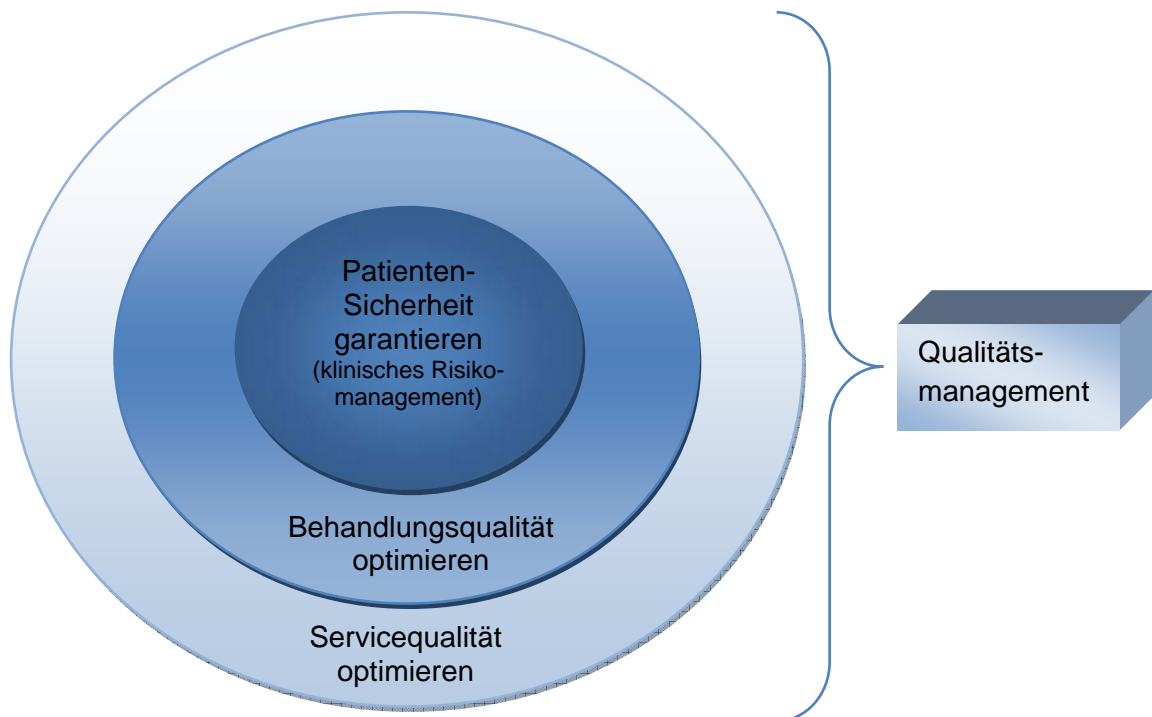 Patienten-
Sicherheit
garantieren
(klinisches Risiko-
management)
Behandlungsqualität
optimieren
Servicequalität
optimieren
Qualitäts-
management